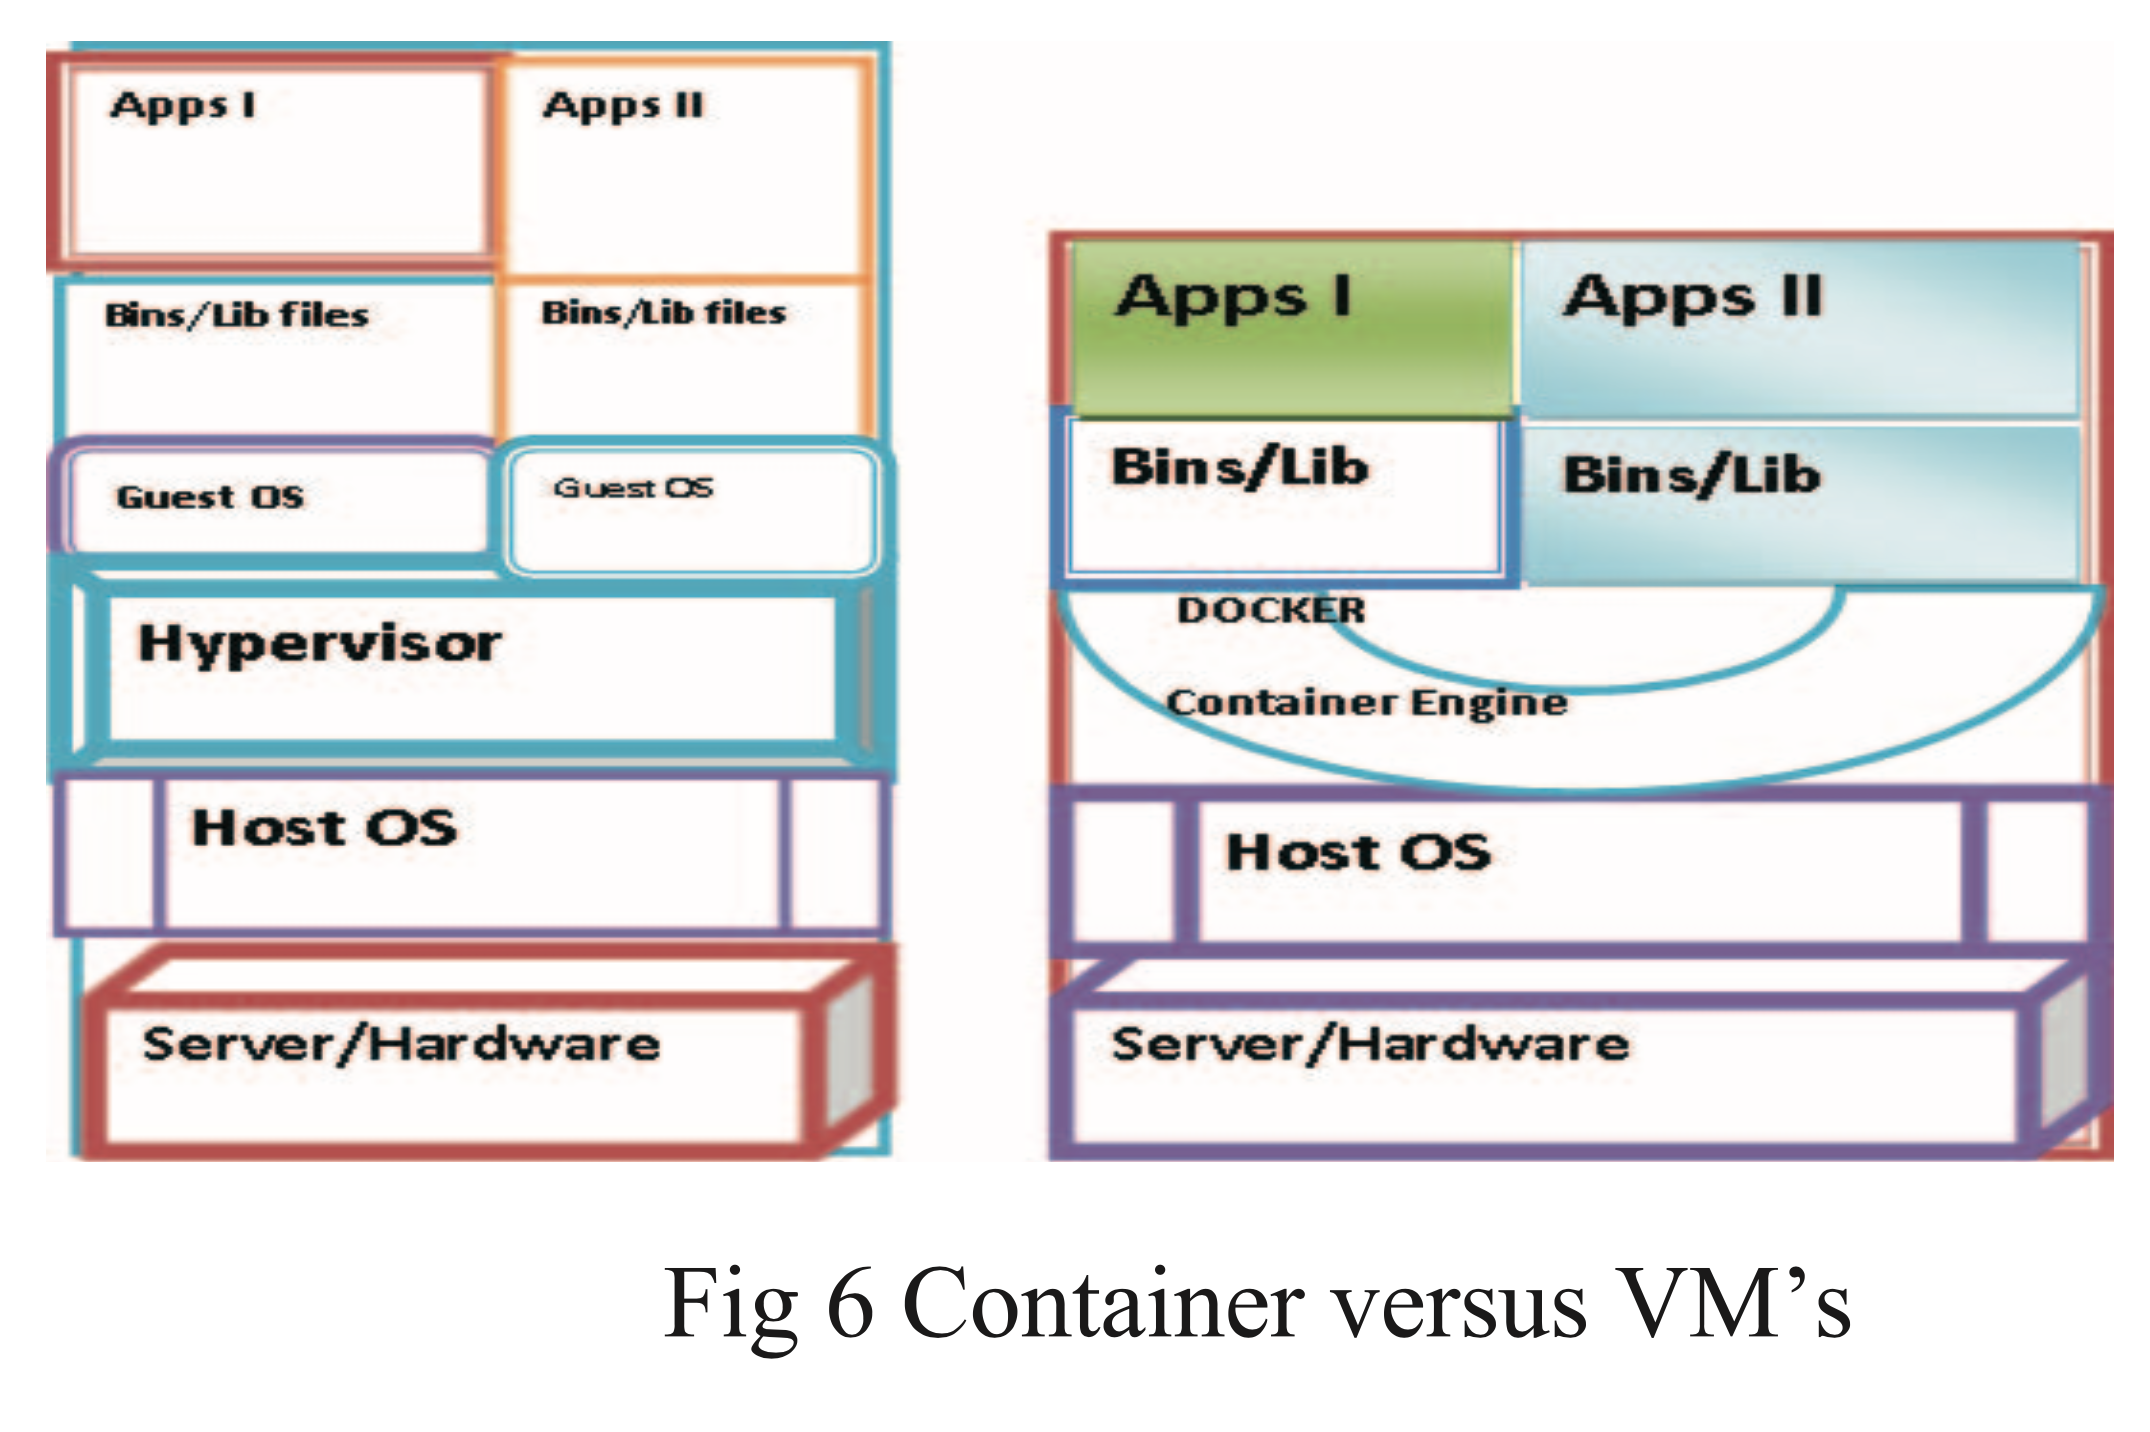 Apps I
Apps II
Bins/Lib files
Bins/Lib files
Guest OS
Guest OS
Hypervisor
Host OS
Server/Hardware
Apps I
Apps II
Bins/Lib
Bins/Lib
DOCKER
Container Engine
Host OS
Server/Hardware
Fig 6 Container versus VM’s